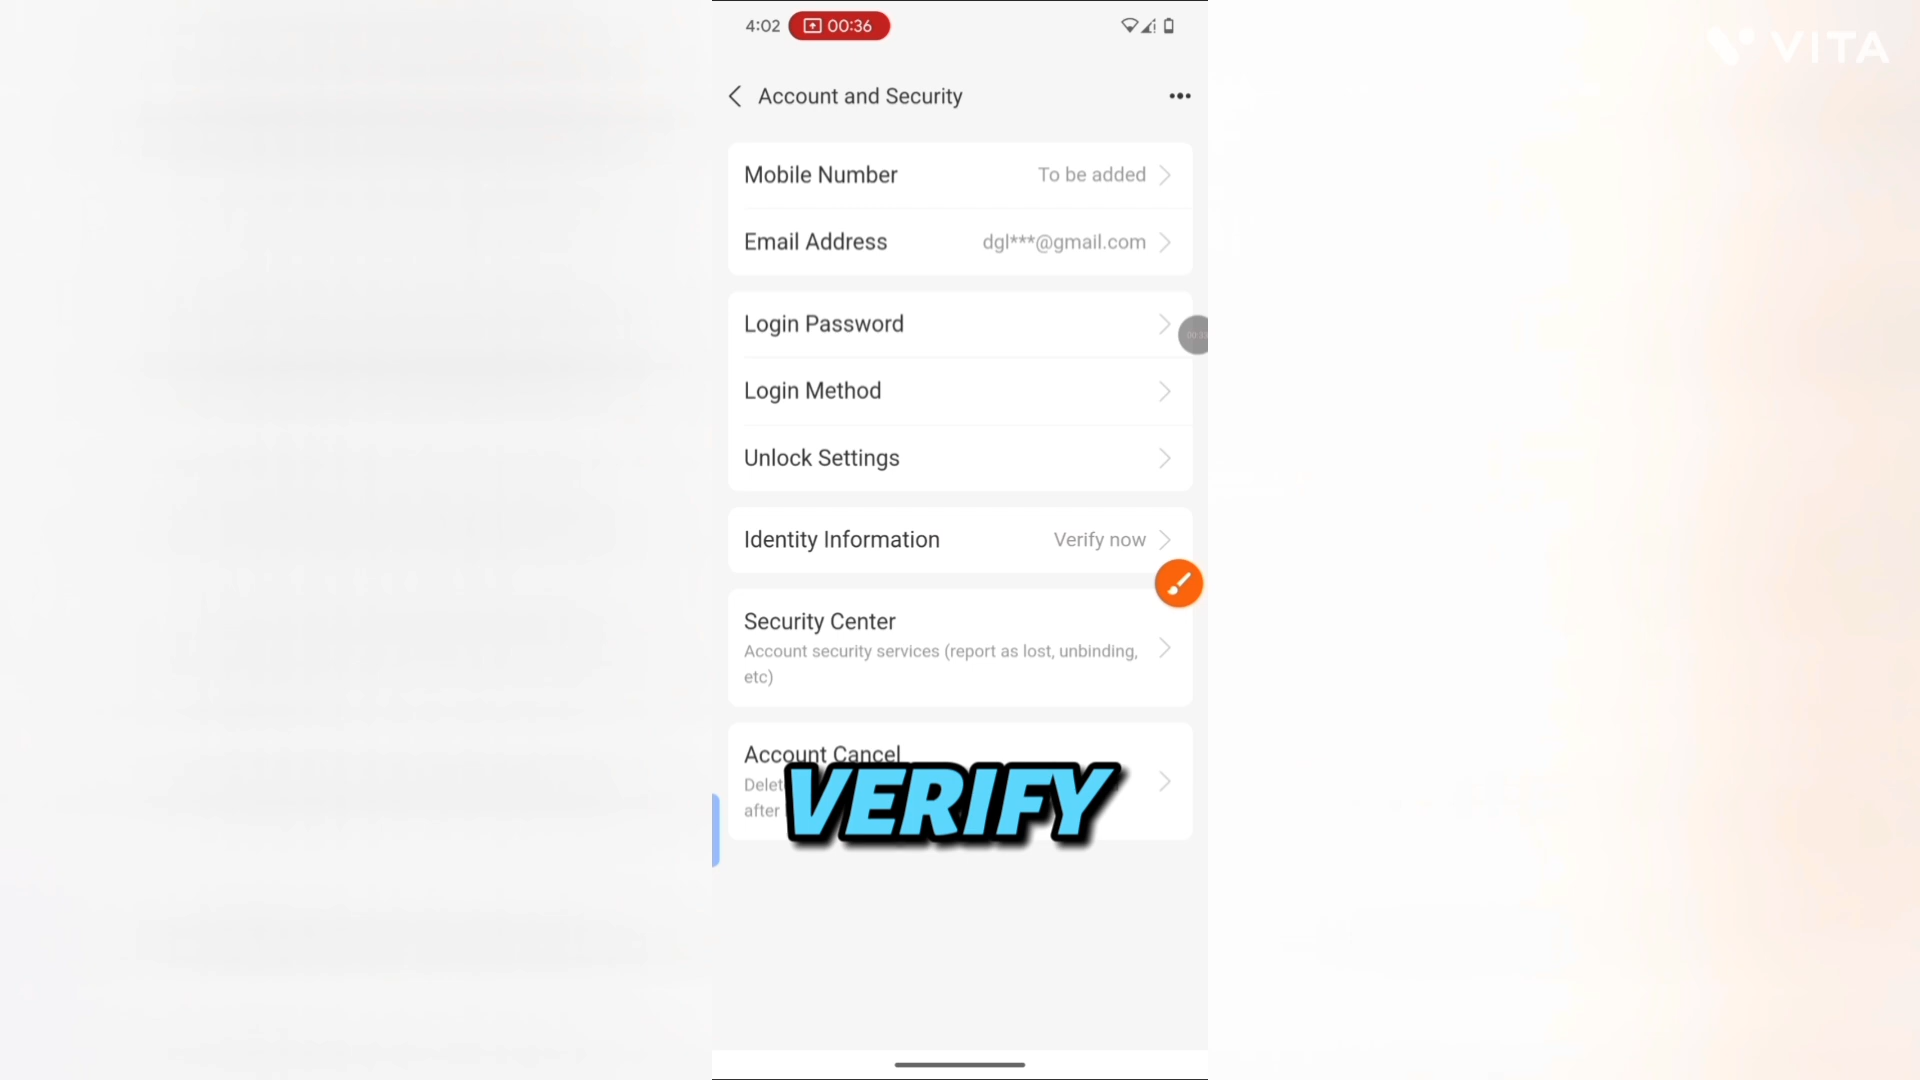 VITA
4:02 00:36
Account and Security
Mobile Number To be added
Email Address dgl***@gmail.com
Login Password
Login Method
Unlock Settings
Identity Information Verify now
Security Center
Account security services (report as lost, unbinding,
etc)
Account Cancel
Delet
after
VERIFY